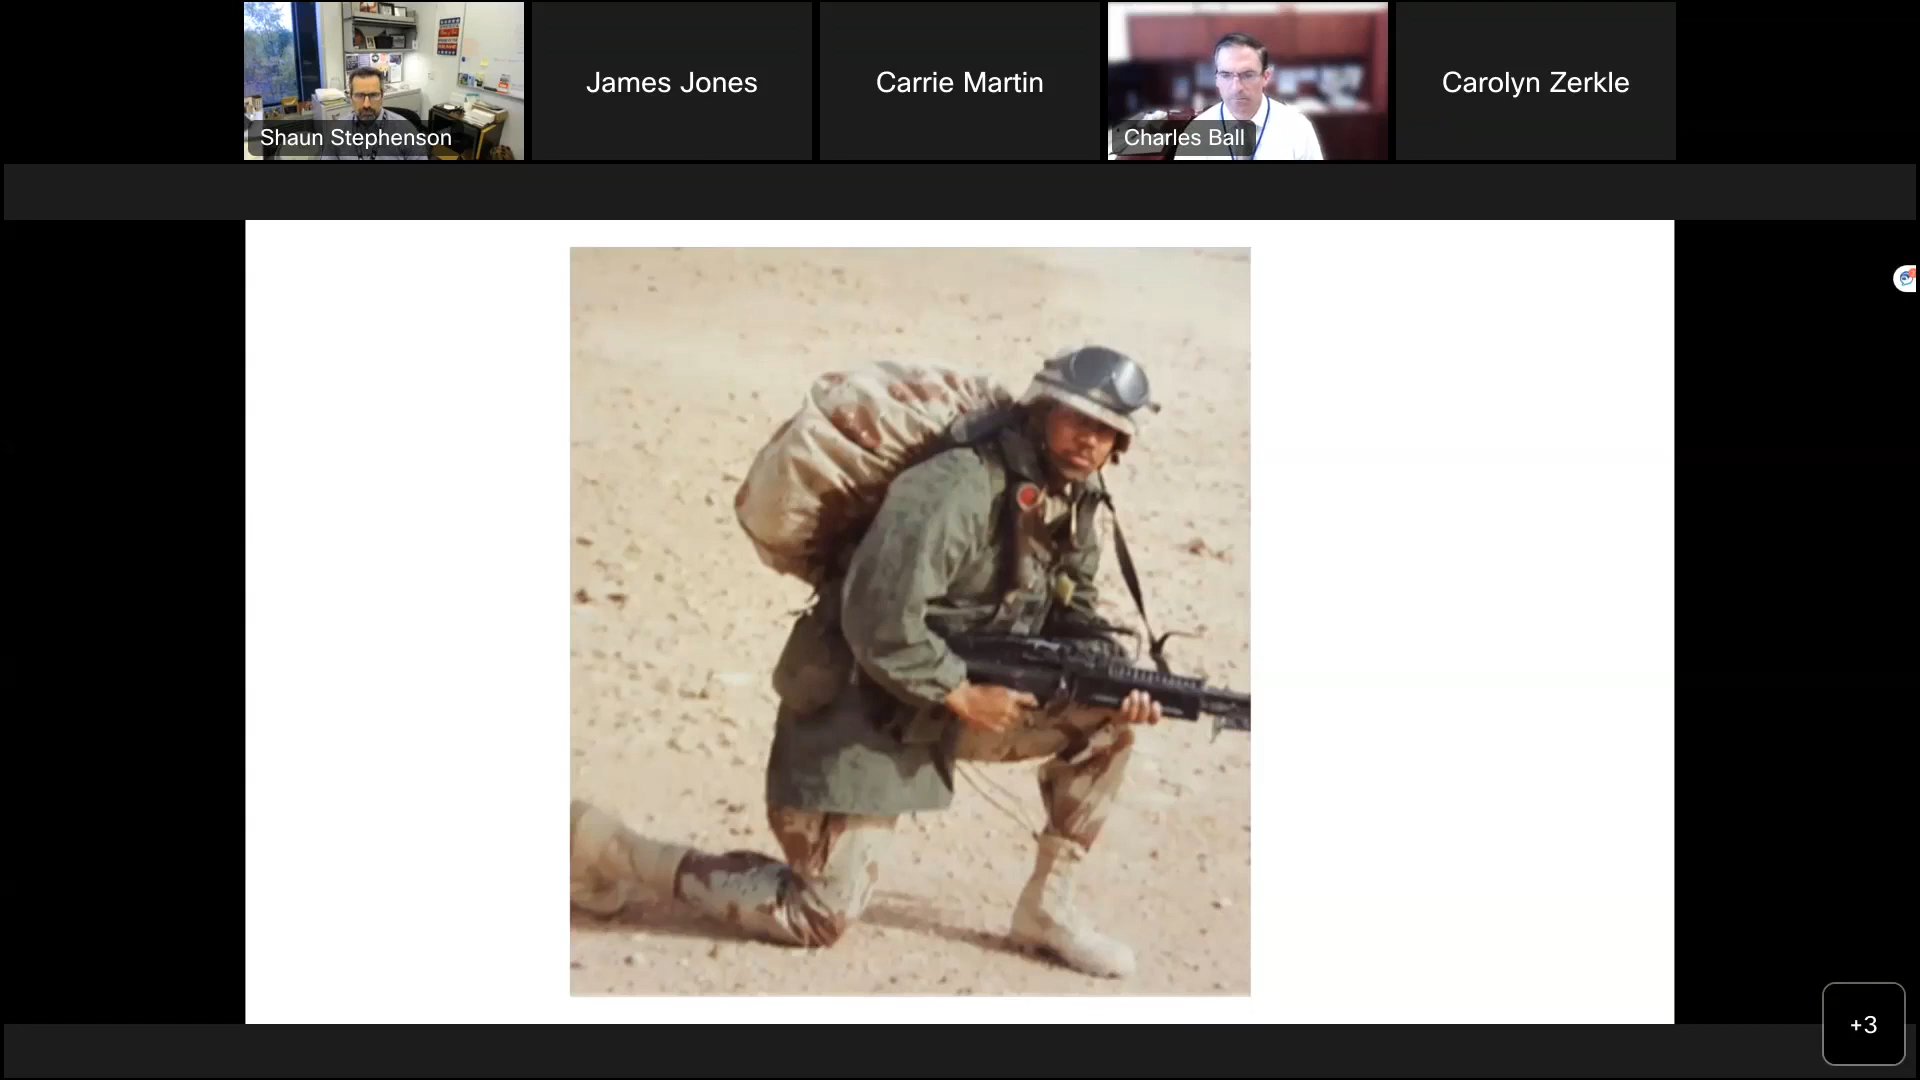 Shaun Stephenson
James Jones
Carrie Martin
Charles Ball
Carolyn Zerkle
+3